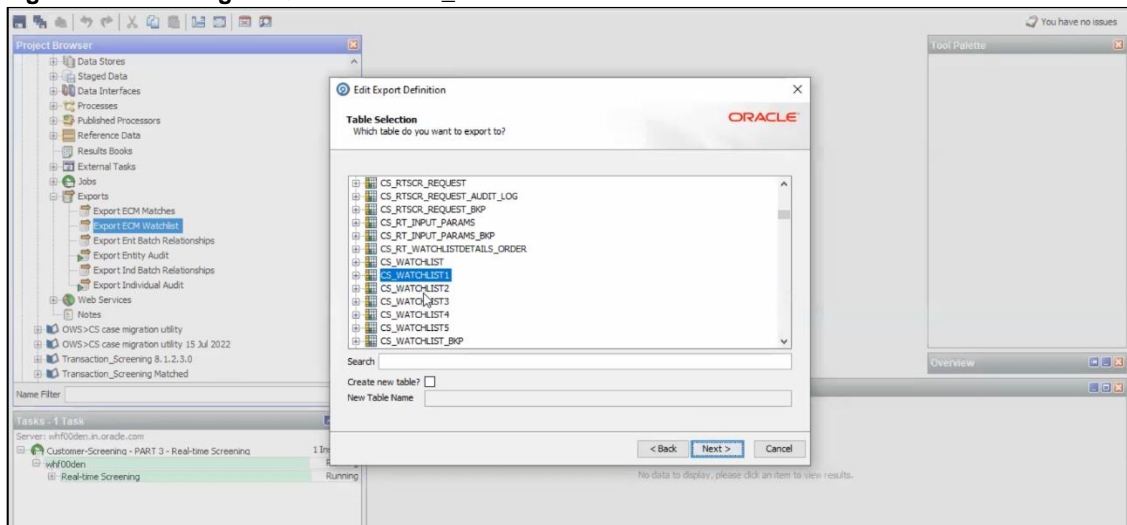 You have no issues
Project Browser
Tool Palette
Data Stores
Staged Data
Data Interfaces
Processes
Published Processors
Reference Data
Results Books
External Tasks
Jobs
Exports
Export ECM Matches
Export ECM Watchlist
Export Ent Batch Relationships
Export Entity Audit
Export Ind Batch Relationships
Export Individual Audit
Web Services
Notes
OWS>CS case migration utility
OWS>CS case migration utility 15 Jul 2022
Transaction_Screening 8.1.2.3.0
Transaction_Screening Matched
Name Filter
Tasks - 1 Task
Server: whf00den.in.oracle.com
Customer-Screening - PART 3 - Real-time Screening
whf00den
Real-time Screening
Running
Edit Export Definition
Table Selection
Which table do you want to export to?
ORACLE
CS_RTSCR_REQUEST
CS_RTSCR_REQUEST_AUDIT_LOG
CS_RTSCR_REQUEST_BKP
CS_RT_INPUT_PARAMS
CS_RT_INPUT_PARAMS_BKP
CS_RT_WATCHLISTDETAILS_ORDER
CS_WATCHLIST
CS_WATCHLIST1
CS_WATCHLIST2
CS_WATCHLIST3
CS_WATCHLIST4
CS_WATCHLIST5
CS_WATCHLIST_BKP
Search
Create new table?
New Table Name
< Back
Next >
Cancel
Overview
No data to display, please click an item to view results.